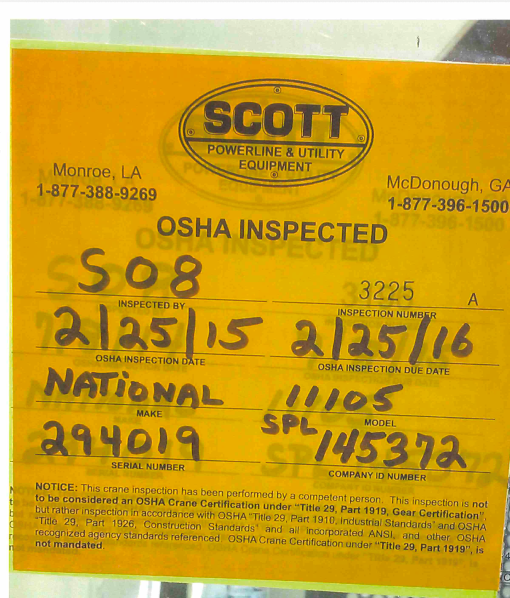 SCOTT
POWERLINE & UTILITY
EQUIPMENT
Monroe, LA
1-877-388-9269
McDonough, GA
1-877-396-1500
OSHA INSPECTED
S08 3225 A
INSPECTED BY INSPECTION NUMBER
2/25/15 2/25/16
OSHA INSPECTION DATE OSHA INSPECTION DUE DATE
NATIONAL 11105
MAKE MODEL
294019 SPL 145372
SERIAL NUMBER COMPANY ID NUMBER
NOTICE: This crane inspection has been performed by a competent person. This inspection is not
to be considered an OSHA Crane Certification under "Title 29, Part 1919, Gear Certification",
but rather inspection in accordance with OSHA "Title 29, Part 1910, Industrial Standards" and OSHA
"Title 29, Part 1926, Construction Standards" and all incorporated ANSI, and other OSHA
recognized agency standards referenced. OSHA Crane Certification under "Title 29, Part 1919", is
not mandated.